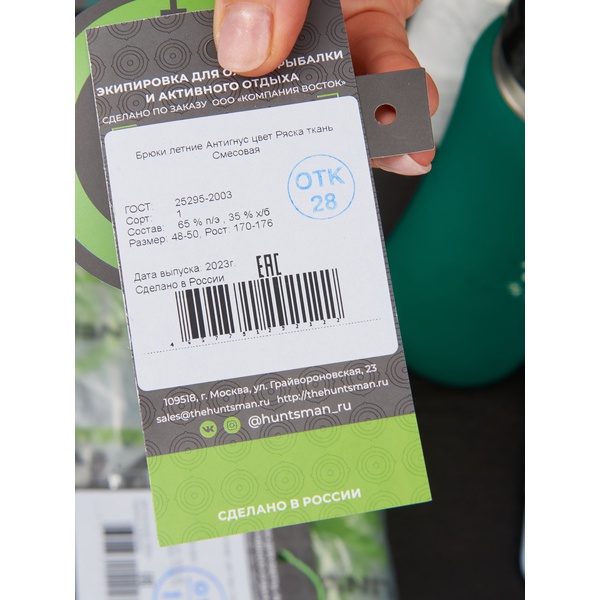 ЭКИПИРОВКА ДЛЯ РЫБАЛКИ
И АКТИВНОГО ОТДЫХА
СДЕЛАНО ПО ЗАКАЗУ ООО «КОМПАНИЯ ВОСТОК»
Брюки летние Антигнус цвет Ряска ткань
Смесовая
ОТК
28
ГОСТ: 25295-2003
Сорт: 1
Состав: 65 % п/э , 35 % х/б
Размер: 48-50, Рост: 170-176
Дата выпуска: 2023г.
Сделано в России
EAC
109518, г. Москва, ул. Грайвороновская, 23
sales@thehuntsman.ru http://thehuntsman.ru
@huntsman_ru
СДЕЛАНО В РОССИИ